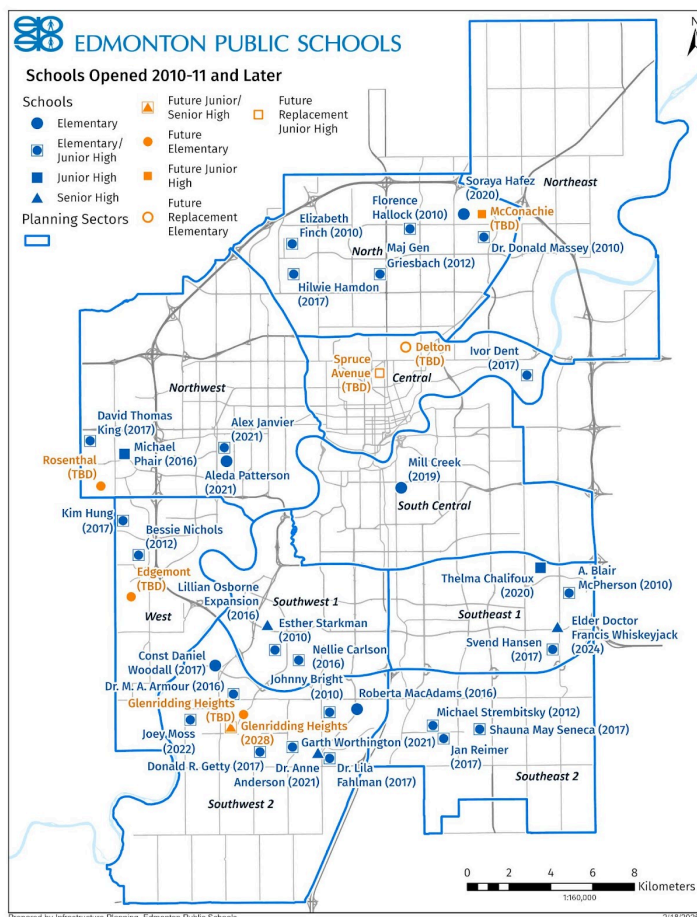 EDMONTON PUBLIC SCHOOLS
N
Schools Opened 2010-11 and Later
Schools
Elementary
Elementary/
Junior High
Junior High
Senior High
Planning Sectors
Future Junior/
Senior High
Future
Elementary
Future Junior
High
Future
Replacement
Elementary
Future
Replacement
Junior High
Soraya Hafez
(2020)
Northeast
Florence
Hallock (2010)
McConachie
(TBD)
Elizabeth
Finch (2010)
Dr. Donald Massey (2010)
North
Maj Gen
Griesbach (2012)
Hilwie Hamdon
(2017)
Delton
(TBD)
Ivor Dent
(2017)
Spruce
Avenue
(TBD)
Central
Northwest
David Thomas
King (2017)
Alex Janvier
(2021)
Michael
Phair (2016)
Rosenthal
(TBD)
Aleda Patterson
(2021)
Mill Creek
(2019)
South Central
Kim Hung
(2017)
Bessie Nichols
(2012)
Edgemont
(TBD)
Lillian Osborne
Expansion
(2016)
Southwest 1
Thelma Chalifoux
(2020)
A. Blair
McPherson (2010)
West
Southeast 1
Esther Starkman
(2010)
Elder Doctor
Francis Whiskeyjack
(2024)
Svend Hansen
(2017)
Nellie Carlson
(2016)
Const Daniel
Woodall (2017)
Johnny Bright
(2010)
Dr. M. A. Armour (2016)
Roberta MacAdams (2016)
Glenridding Heights
(TBD)
Glenridding Heights
(2028)
Michael Strembitsky (2012)
Shauna May Seneca (2017)
Joey Moss
(2022)
Garth Worthington (2021)
Jan Reimer
(2017)
Donald R. Getty (2017)
Dr. Anne
Anderson (2021)
Dr. Lila
Fahlman (2017)
Southeast 2
Southwest 2
0 2 4 6 8
Kilometers
1:160,000